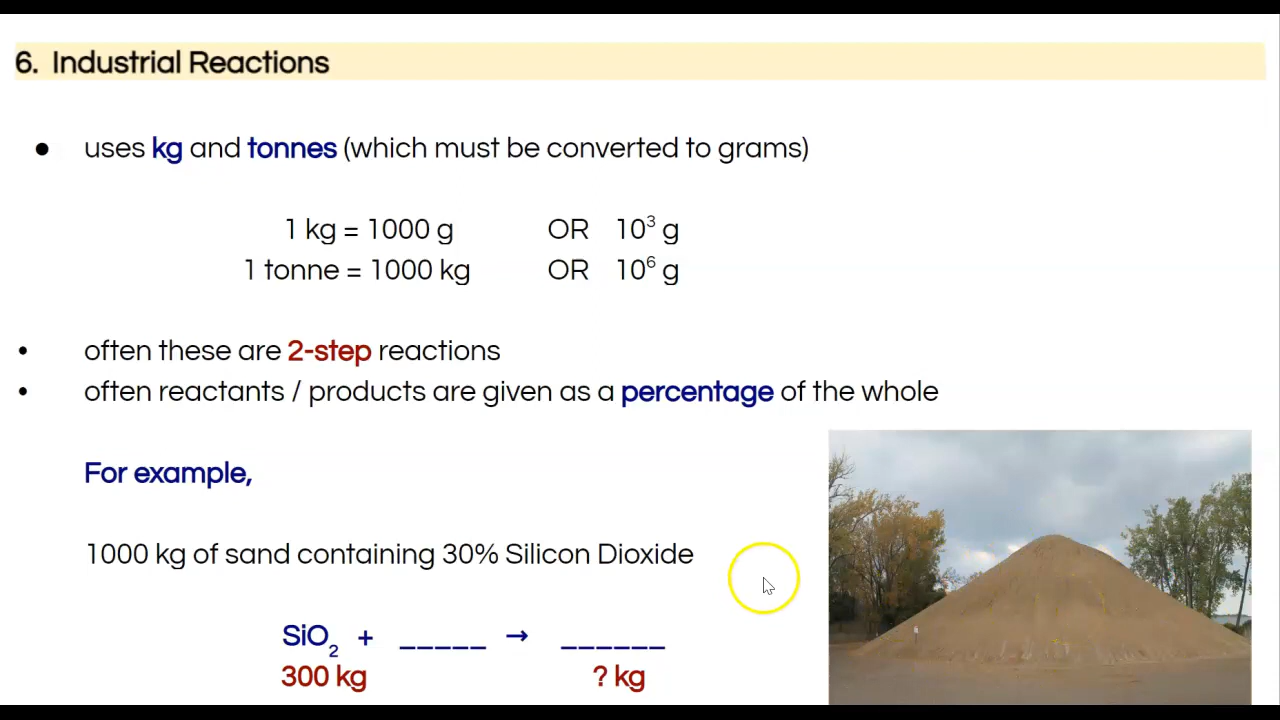 6. Industrial Reactions
● uses kg and tonnes (which must be converted to grams)
1 kg = 1000 g OR 10³ g
1 tonne = 1000 kg OR 10⁶ g
• often these are 2-step reactions
• often reactants / products are given as a percentage of the whole
For example,
1000 kg of sand containing 30% Silicon Dioxide
SiO₂ + _____ → ______
300 kg ? kg